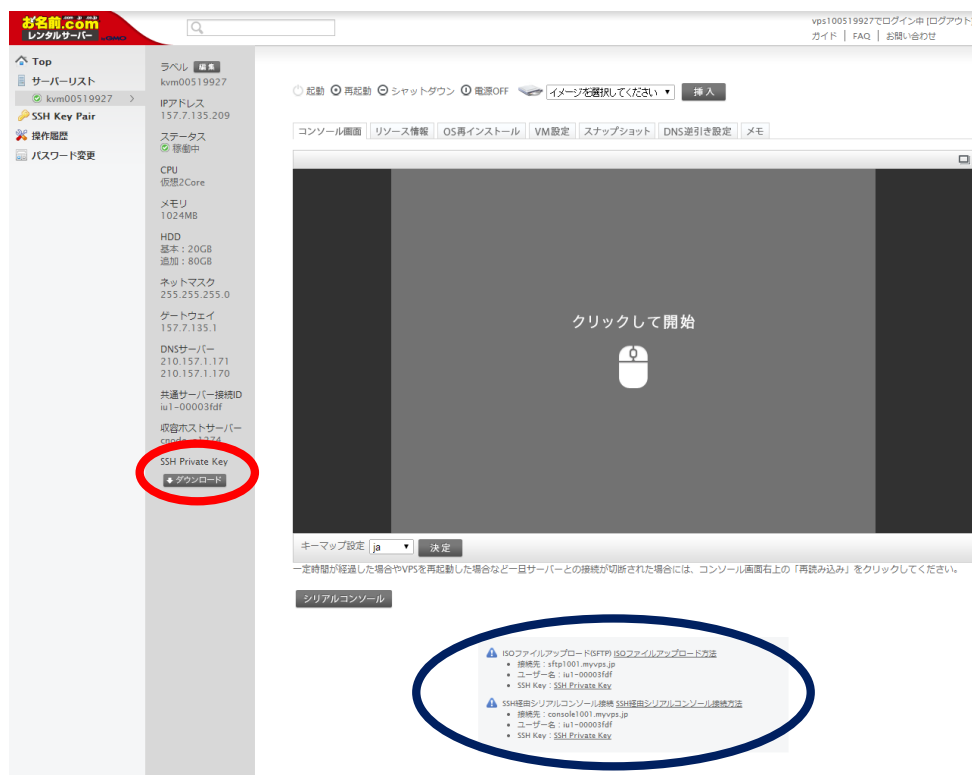 お名前.com
レンタルサーバー
vps100519927でログイン中 [ログアウト
ガイド | FAQ | お問い合わせ
Top
サーバーリスト
kvm00519927
SSH Key Pair
操作履歴
パスワード変更
ラベル 編集
kvm00519927
IPアドレス
157.7.135.209
ステータス
稼働中
CPU
仮想2Core
メモリ
1024MB
HDD
基本：20GB
追加：80GB
ネットマスク
255.255.255.0
ゲートウェイ
157.7.135.1
DNSサーバー
210.157.1.171
210.157.1.170
共通サーバー接続ID
iu1-00003fdf
収容ホストサーバー
SSH Private Key
ダウンロード
起動 再起動 シャットダウン 電源OFF イメージを選択してください 挿入
コンソール画面 リソース情報 OS再インストール VM設定 スナップショット DNS逆引き設定 メモ
クリックして開始
キーマップ設定 ja 決定
一定時間が経過した場合やVPSを再起動した場合など一旦サーバーとの接続が切断された場合には、コンソール画面右上の「再読み込み」をクリックしてください。
シリアルコンソール
ISOファイルアップロード(SFTP) ISOファイルアップロード方法
接続先：sftp1001.myvps.jp
ユーザー名：iu1-00003fdf
SSH Key：SSH Private Key
SSH経由シリアルコンソール接続 SSH経由シリアルコンソール接続方法
接続先：console1001.myvps.jp
ユーザー名：iu1-00003fdf
SSH Key：SSH Private Key